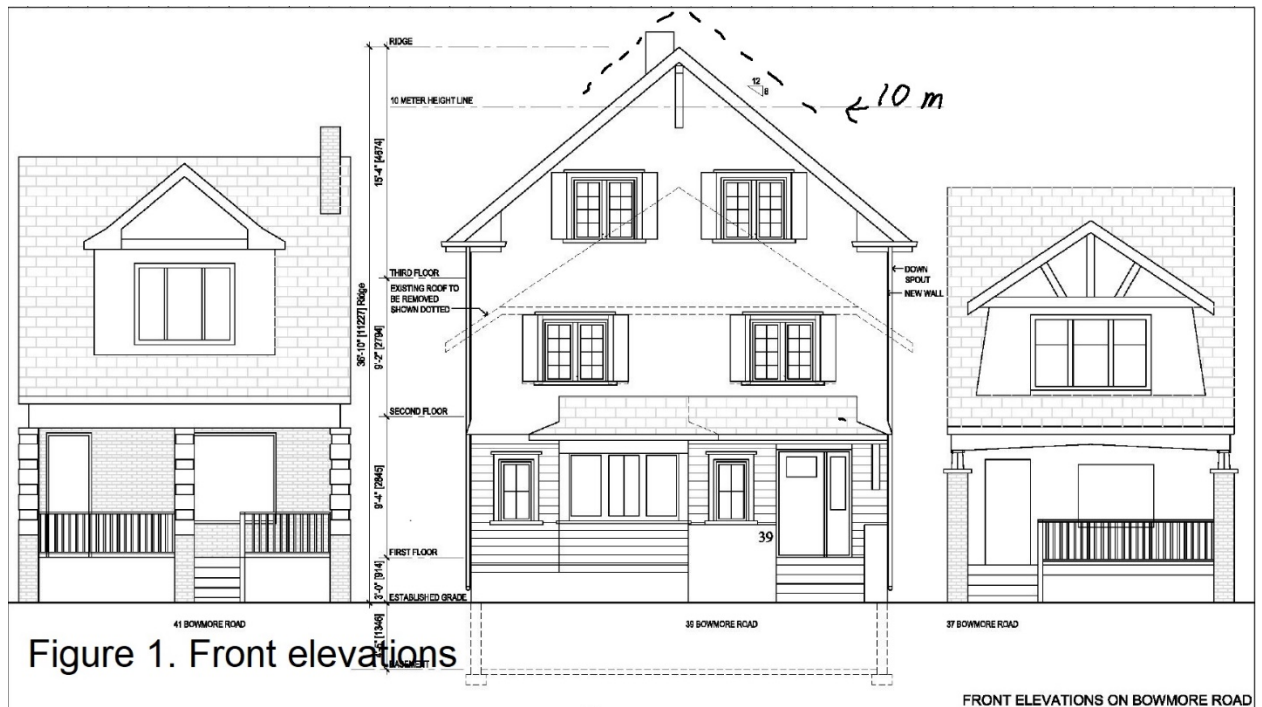 RIDGE
12
8
10 METER HEIGHT LINE
10 m
15'-4" [4674]
36'-10" [11227] Ridge
THIRD FLOOR
EXISTING ROOF TO
BE REMOVED
SHOWN DOTTED
DOWN
SPOUT
NEW WALL
9'-2" [2794]
SECOND FLOOR
9'-4" [2845]
39
FIRST FLOOR
3'-0" [914]
ESTABLISHED GRADE
41 BOWMORE ROAD
39 BOWMORE ROAD
37 BOWMORE ROAD
[1346]
BASEMENT
Figure 1. Front elevations
FRONT ELEVATIONS ON BOWMORE ROAD